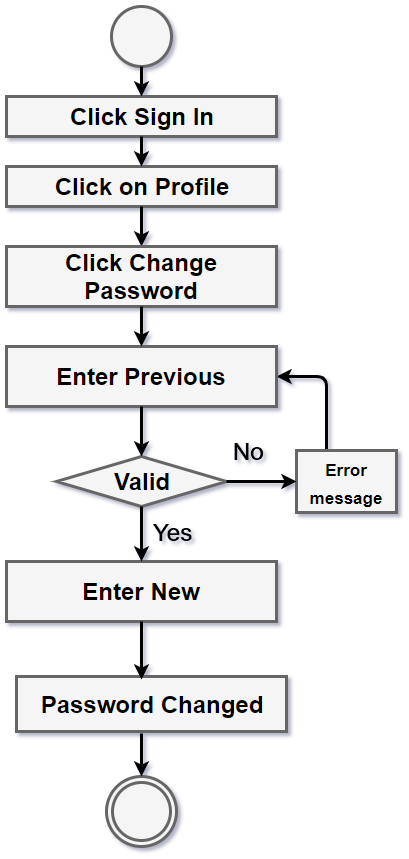 Click Sign In
Click on Profile
Click Change
Password
Enter Previous
Valid
No
Error
message
Yes
Enter New
Password Changed